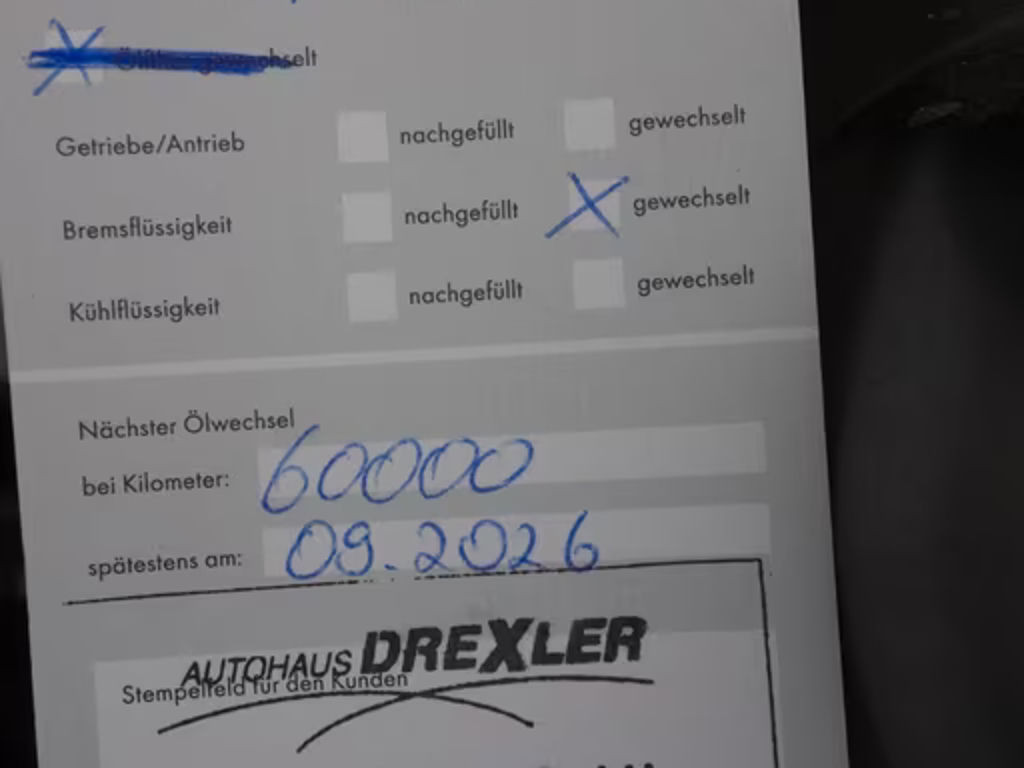 Ölfilter gewechselt
Getriebe/Antrieb nachgefüllt gewechselt
Bremsflüssigkeit nachgefüllt gewechselt
Kühlflüssigkeit nachgefüllt gewechselt
Nächster Ölwechsel
bei Kilometer: 60000
spätestens am: 09.2026
AUTOHAUS DREXLER
Stempelfeld für den Kunden